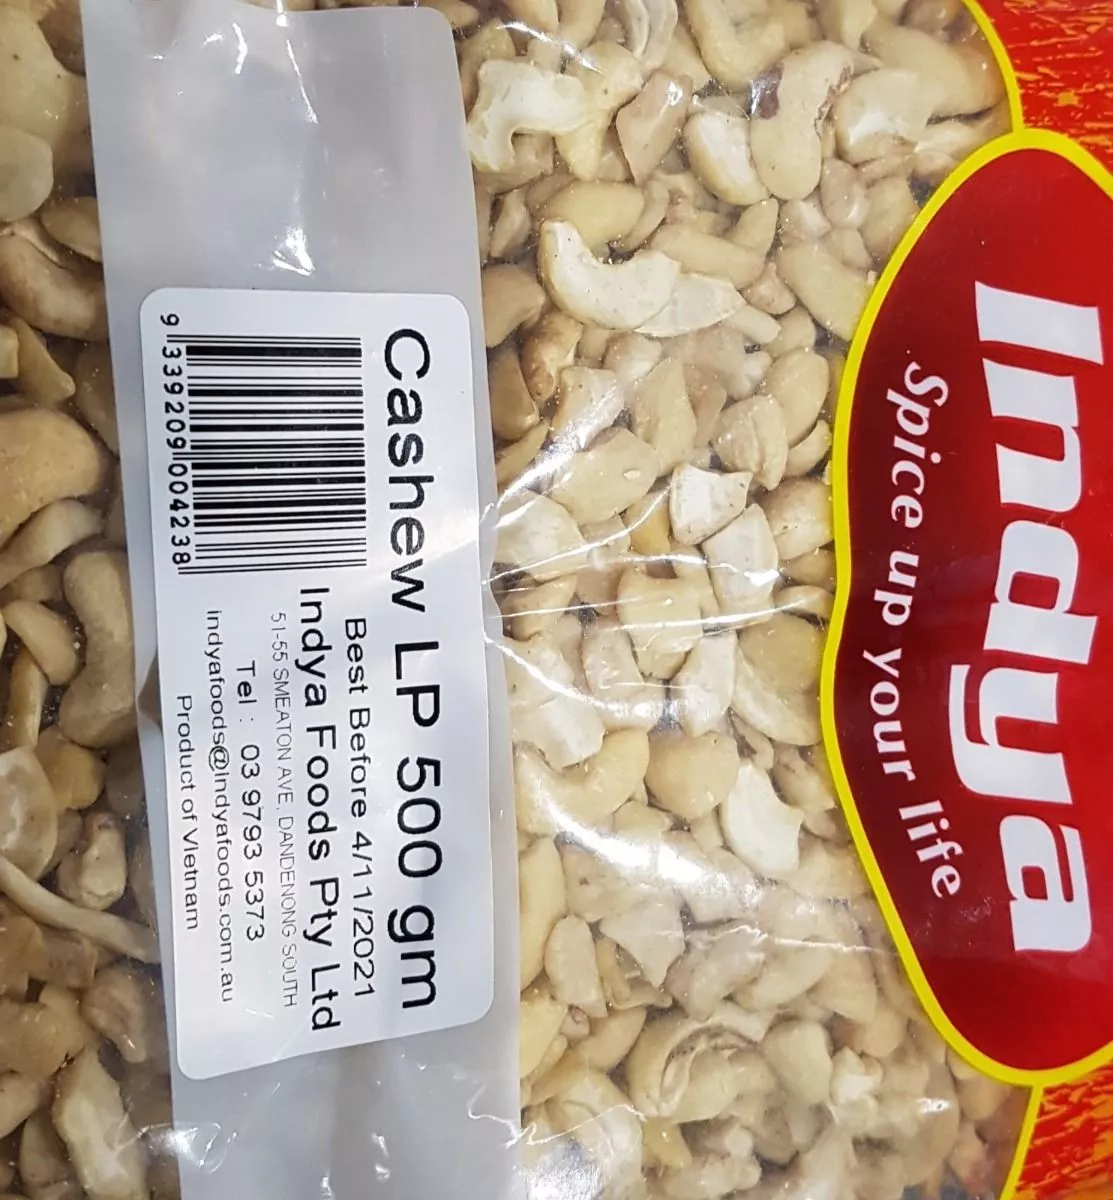 Indya
Spice up your life
Cashew LP 500 gm
Best Before 4/11/2021
Indya Foods Pty Ltd
51-55 SMEATON AVE, DANDENONG SOUTH
Tel : 03 9793 5373
indyafoods@indyafoods.com.au
Product of Vietnam
9 339209 004238